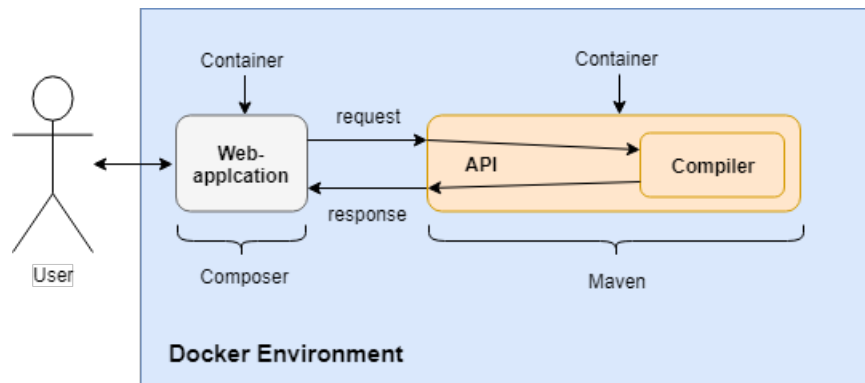 Container
Container
request
Web-
applcation
API
Compiler
response
User
Composer
Maven
Docker Environment